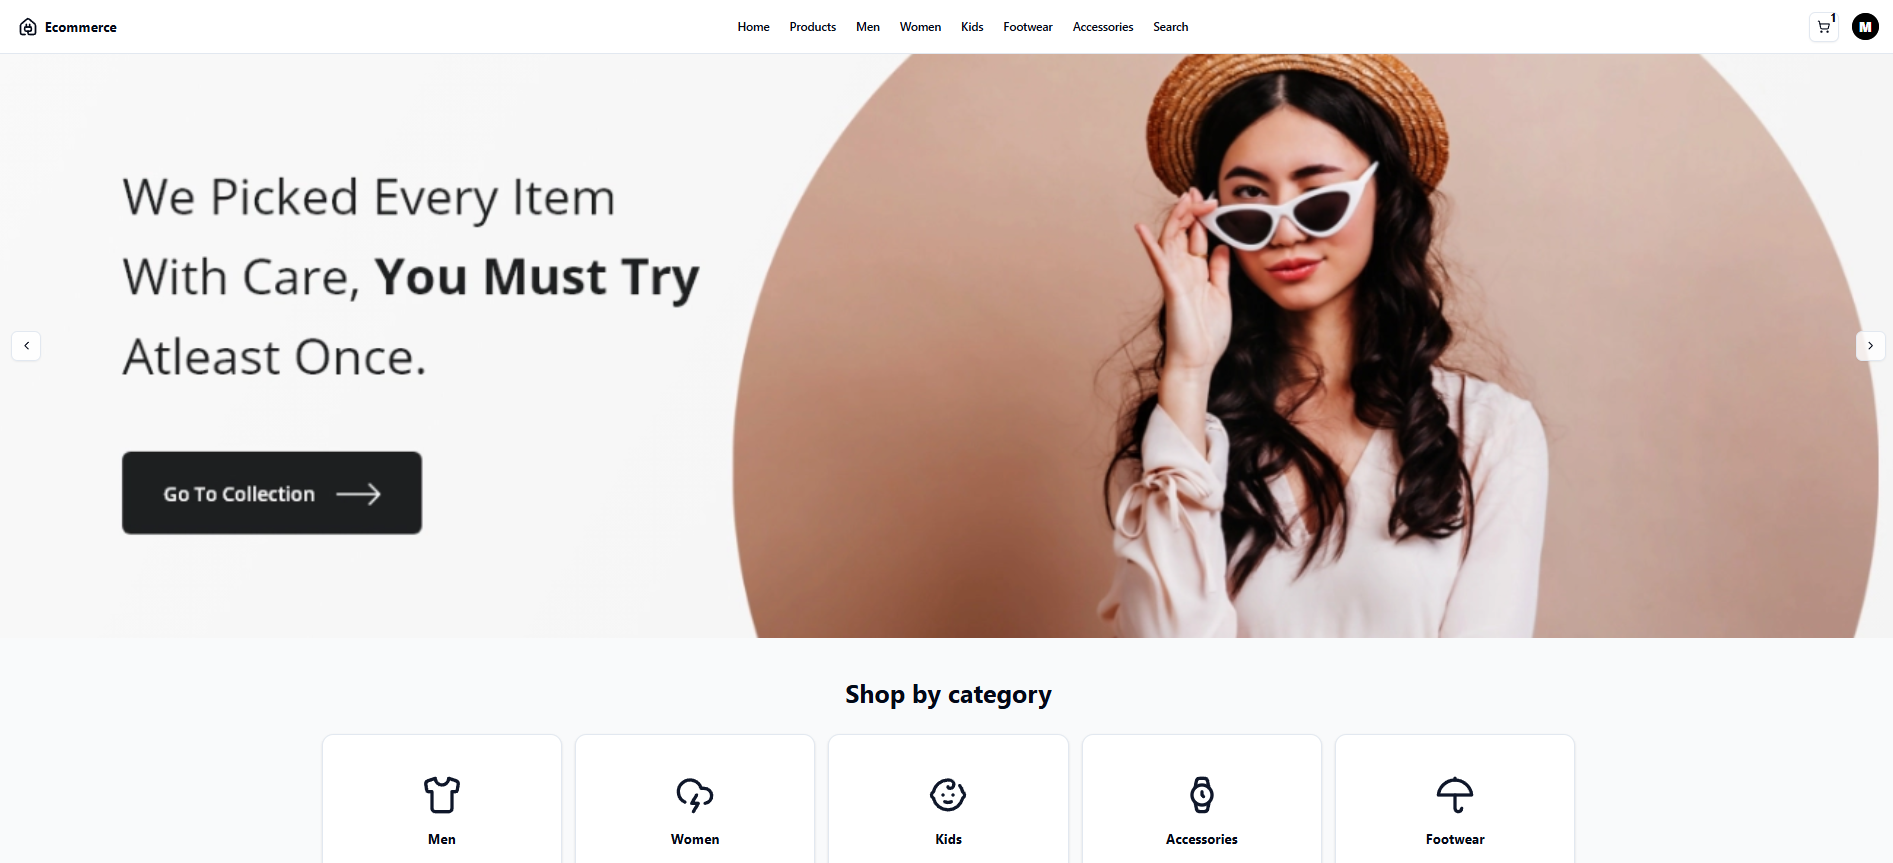 Ecommerce
Home Products Men Women Kids Footwear Accessories Search
1
M
We Picked Every Item
With Care, You Must Try
Atleast Once.
Go To Collection
Shop by category
Men
Women
Kids
Accessories
Footwear